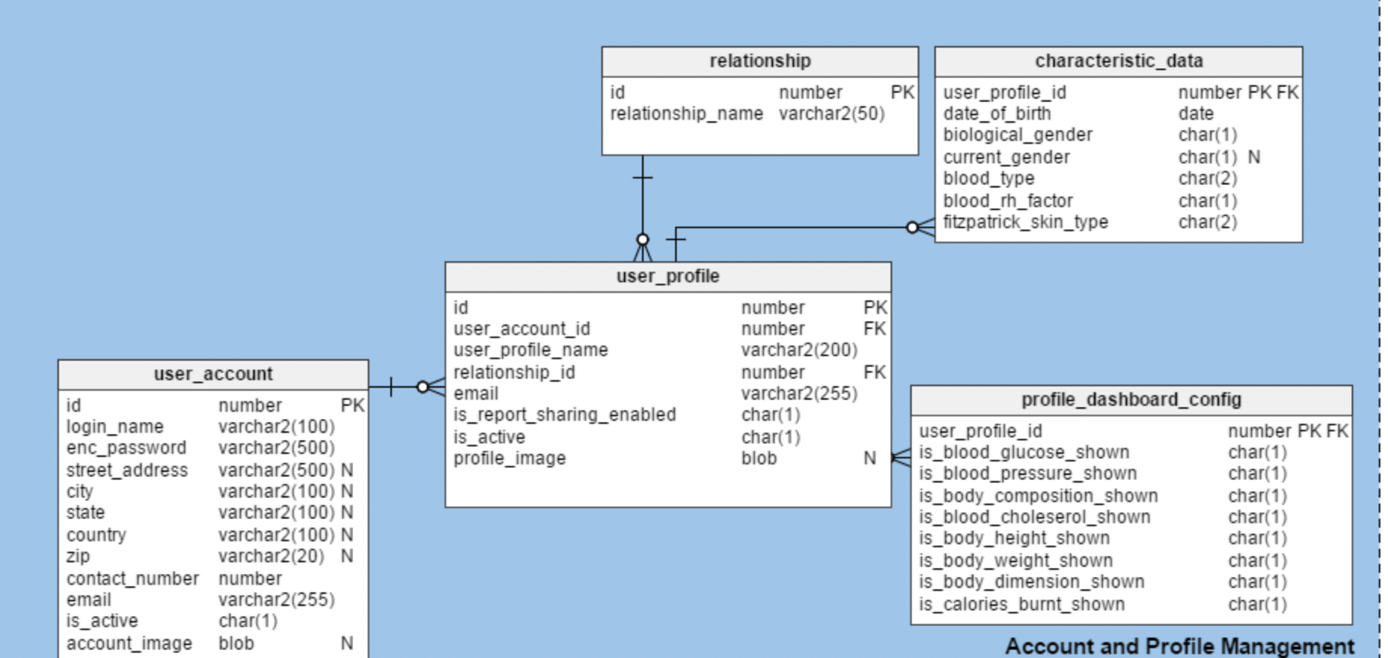 relationship
id number PK
relationship_name varchar2(50)
characteristic_data
user_profile_id number PK FK
date_of_birth date
biological_gender char(1)
current_gender char(1) N
blood_type char(2)
blood_rh_factor char(1)
fitzpatrick_skin_type char(2)
user_profile
id number PK
user_account_id number FK
user_profile_name varchar2(200)
relationship_id number FK
email varchar2(255)
is_report_sharing_enabled char(1)
is_active char(1)
profile_image blob N
user_account
id number PK
login_name varchar2(100)
enc_password varchar2(500)
street_address varchar2(500) N
city varchar2(100) N
state varchar2(100) N
country varchar2(100) N
zip varchar2(20) N
contact_number number
email varchar2(255)
is_active char(1)
account_image blob N
profile_dashboard_config
user_profile_id number PK FK
is_blood_glucose_shown char(1)
is_blood_pressure_shown char(1)
is_body_composition_shown char(1)
is_blood_choleserol_shown char(1)
is_body_height_shown char(1)
is_body_weight_shown char(1)
is_body_dimension_shown char(1)
is_calories_burnt_shown char(1)
Account and Profile Management